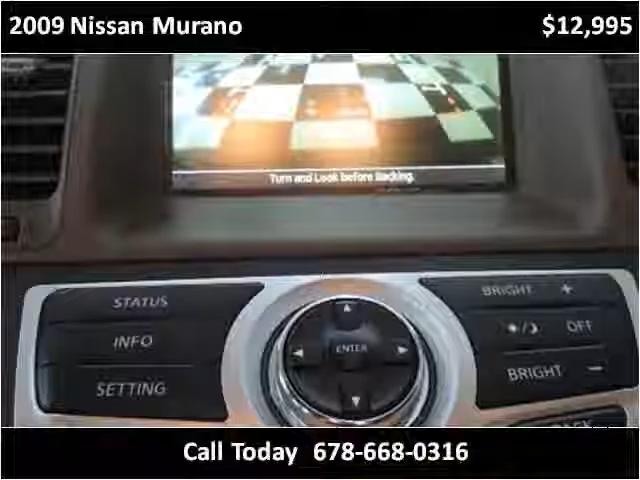 2009 Nissan Murano $12,995
Turn and Look before Backing.
STATUS
BRIGHT +
INFO
ENTER
OFF
SETTING
BRIGHT -
Call Today 678-668-0316